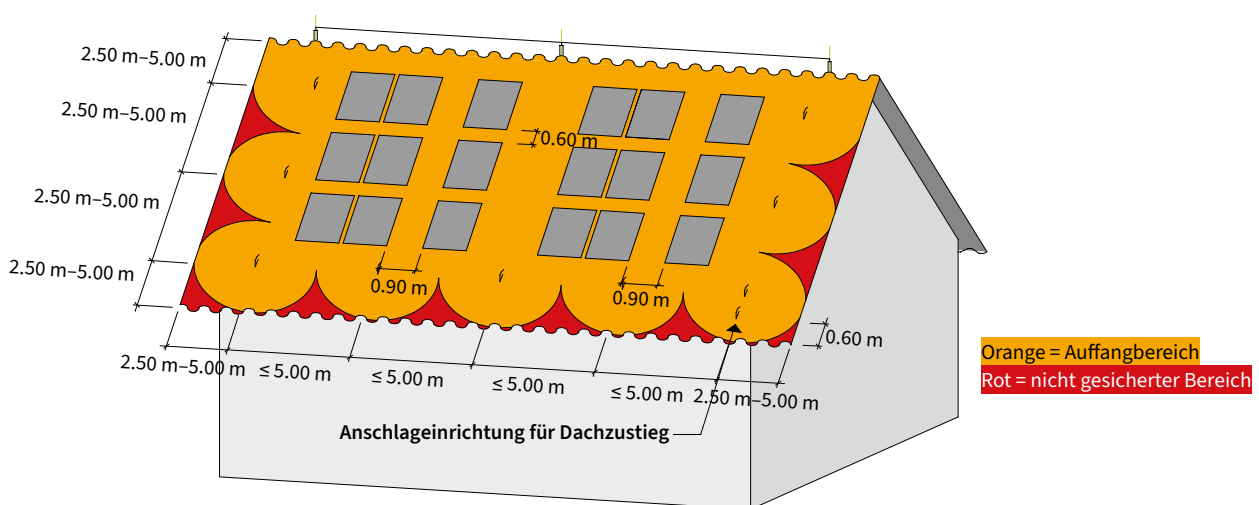 2.50 m–5.00 m
2.50 m–5.00 m
0.60 m
2.50 m–5.00 m
2.50 m–5.00 m
0.90 m
0.90 m
0.60 m
2.50 m–5.00 m
≤ 5.00 m
≤ 5.00 m
≤ 5.00 m
≤ 5.00 m
2.50 m–5.00 m
Anschlageinrichtung für Dachzustieg
Orange = Auffangbereich
Rot = nicht gesicherter Bereich